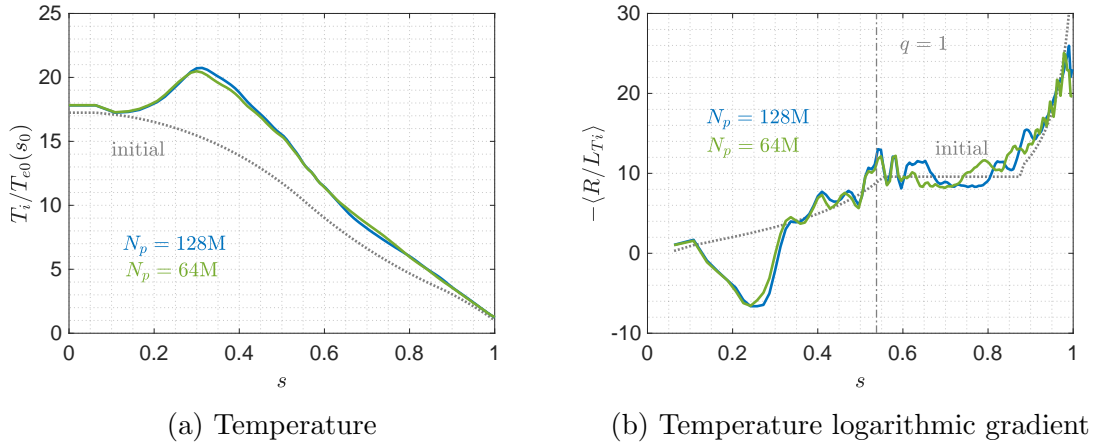 25
20
15
10
5
0
0 0.2 0.4 0.6 0.8 1
T_i/T_{e0}(s_0)
s
initial
N_p = 128M
N_p = 64M
(a) Temperature
30
20
10
0
-10
0 0.2 0.4 0.6 0.8 1
−⟨R/L_{Ti}⟩
s
q = 1
N_p = 128M
N_p = 64M
initial
(b) Temperature logarithmic gradient